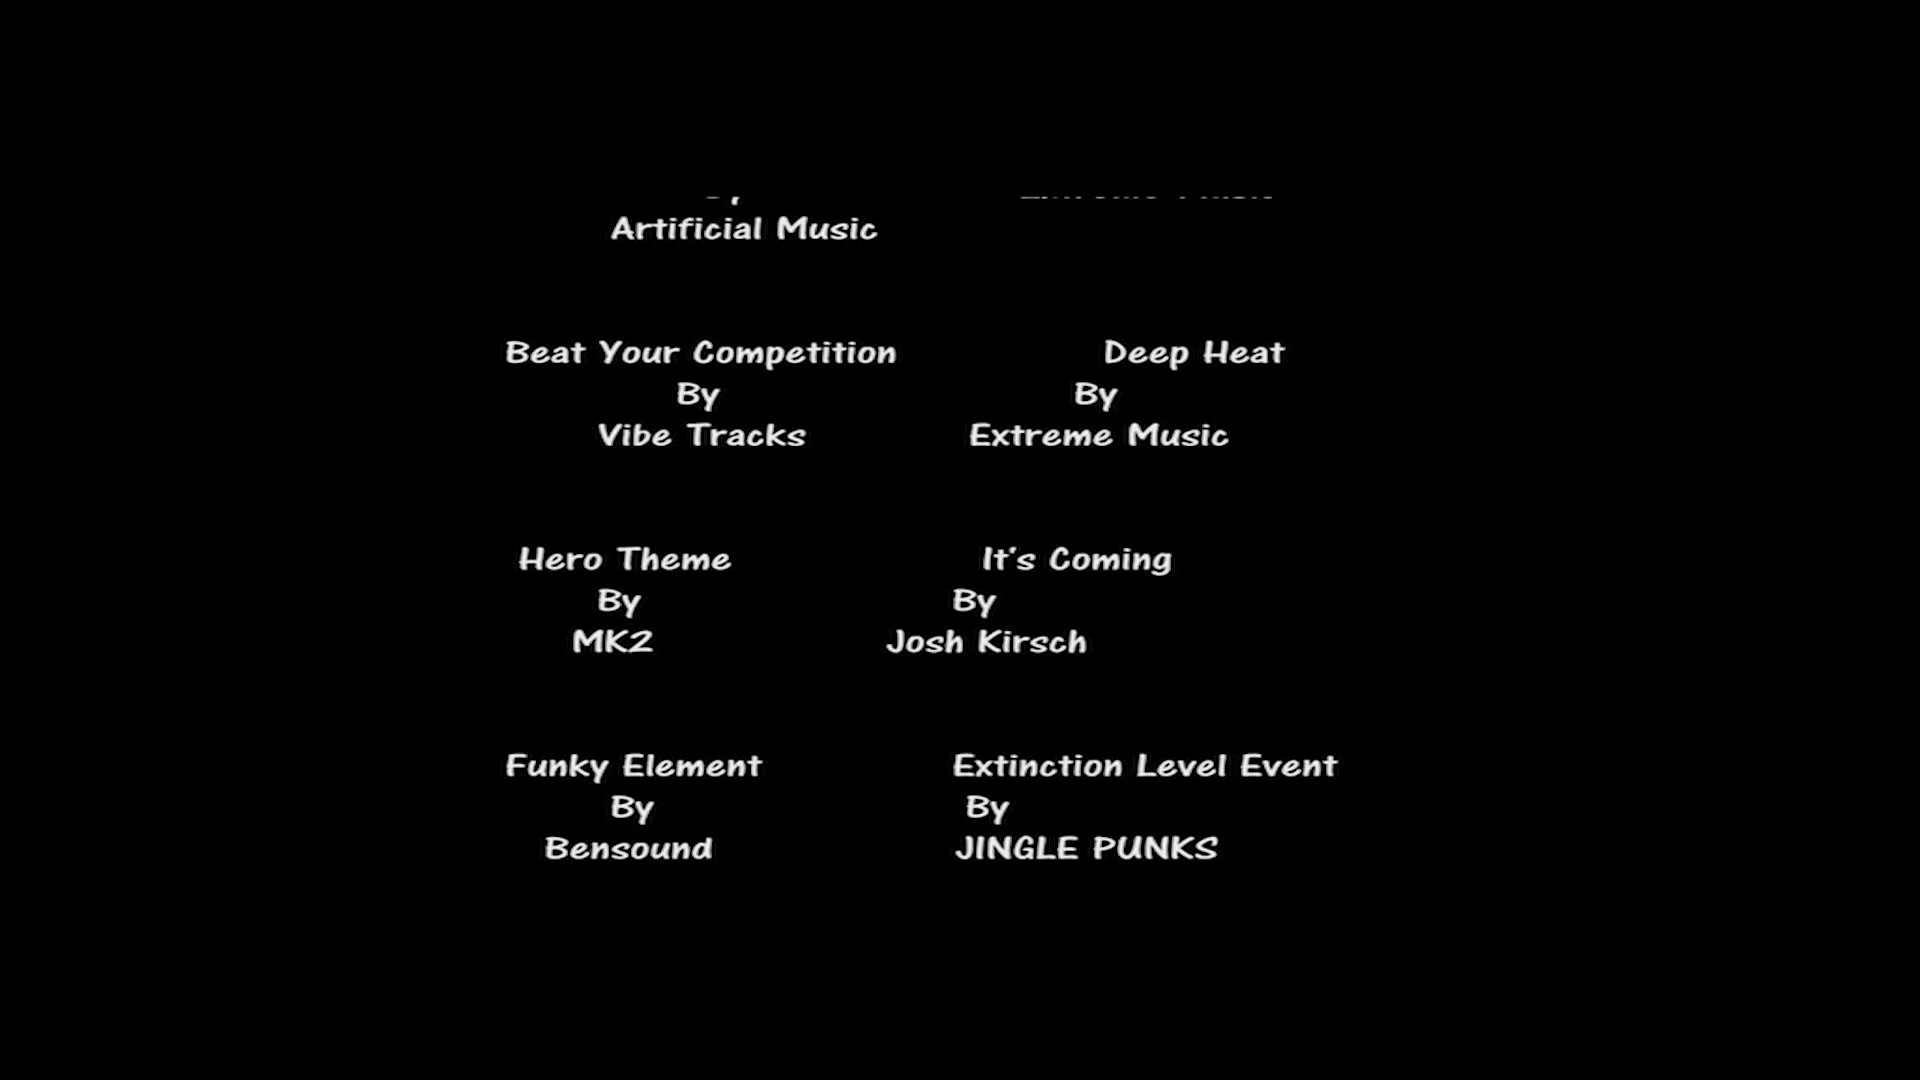 Artificial Music
Beat Your Competition Deep Heat
By By
Vibe Tracks Extreme Music
Hero Theme It's Coming
By By
MK2 Josh Kirsch
Funky Element Extinction Level Event
By By
Bensound JINGLE PUNKS